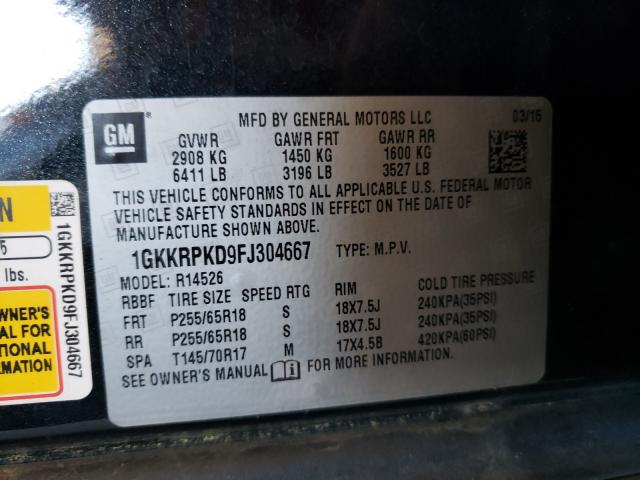 GM
MFD BY GENERAL MOTORS LLC
03/15
GVWR GAWR FRT GAWR RR
2908 KG 1450 KG 1600 KG
6411 LB 3196 LB 3527 LB
THIS VEHICLE CONFORMS TO ALL APPLICABLE U.S. FEDERAL MOTOR
VEHICLE SAFETY STANDARDS IN EFFECT ON THE DATE OF
MANUFACTURE SHOWN ABOVE.
1GKKRPKD9FJ304667 TYPE: M.P.V.
MODEL: R14526
RBBF TIRE SIZE SPEED RTG RIM COLD TIRE PRESSURE
FRT P255/65R18 S 18X7.5J 240KPA(35PSI)
RR P255/65R18 S 18X7.5J 240KPA(35PSI)
SPA T145/70R17 M 17X4.5B 420KPA(60PSI)
SEE OWNER'S MANUAL FOR MORE INFORMATION.
N
5
lbs.
OWNER'S
AL FOR
TIONAL
MATION
1GKKRPKD9FJ304667